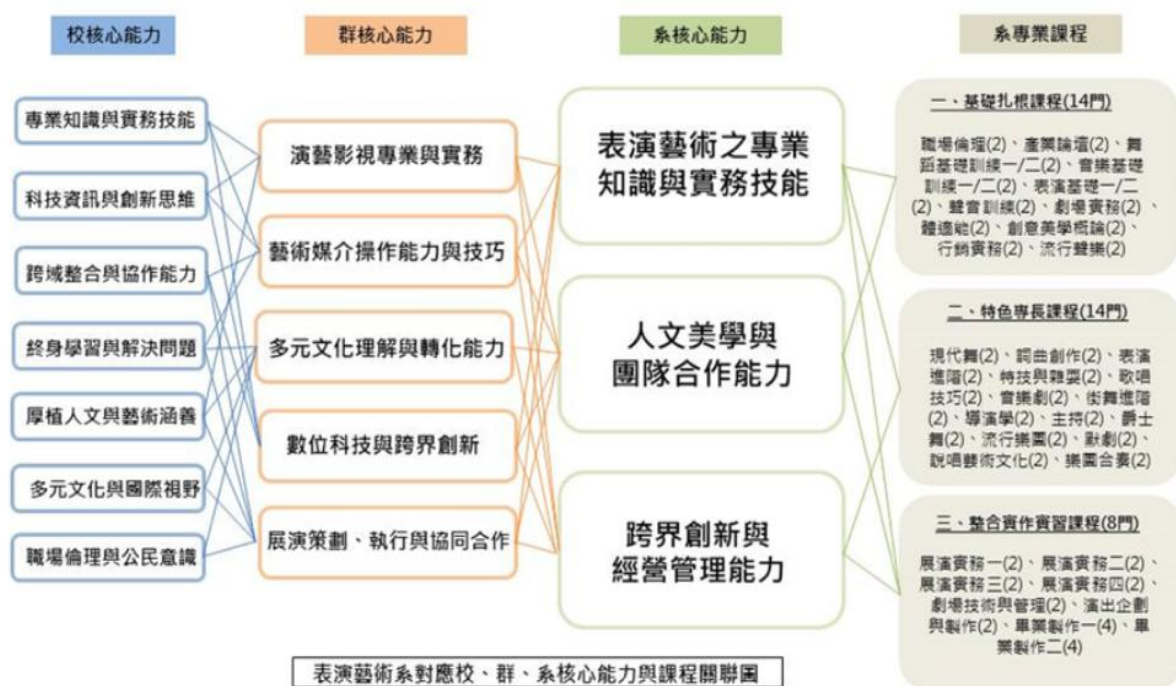 校核心能力
群核心能力
系核心能力
系專業課程
專業知識與實務技能
科技資訊與創新思維
跨域整合與協作能力
終身學習與解決問題
厚植人文與藝術涵養
多元文化與國際視野
職場倫理與公民意識
演藝影視專業與實務
藝術媒介操作能力與技巧
多元文化理解與轉化能力
數位科技與跨界創新
展演策劃、執行與協同合作
表演藝術之專業
知識與實務技能
人文美學與
團隊合作能力
跨界創新與
經營管理能力
一、基礎扎根課程(14門)
職場倫理(2)、產業論壇(2)、舞
蹈基礎訓練一/二(2)、音樂基礎
訓練一/二(2)、表演基礎一/二
(2)、聲音訓練(2)、劇場實務(2)、
體適能(2)、創意美學概論(2)、
行銷實務(2)、流行聲樂(2)
二、特色專長課程(14門)
現代舞(2)、詞曲創作(2)、表演
進階(2)、特技與雜耍(2)、歌唱
技巧(2)、音樂劇(2)、街舞進階
(2)、導演學(2)、主持(2)、爵士
舞(2)、流行樂團(2)、默劇(2)、
說唱藝術文化(2)、樂團合奏(2)
三、整合實作實習課程(8門)
展演實務一(2)、展演實務二(2)、
展演實務三(2)、展演實務四(2)、
劇場技術與管理(2)、演出企劃
與製作(2)、畢業製作一(4)、畢
業製作二(4)
表演藝術系對應校、群、系核心能力與課程關聯圖